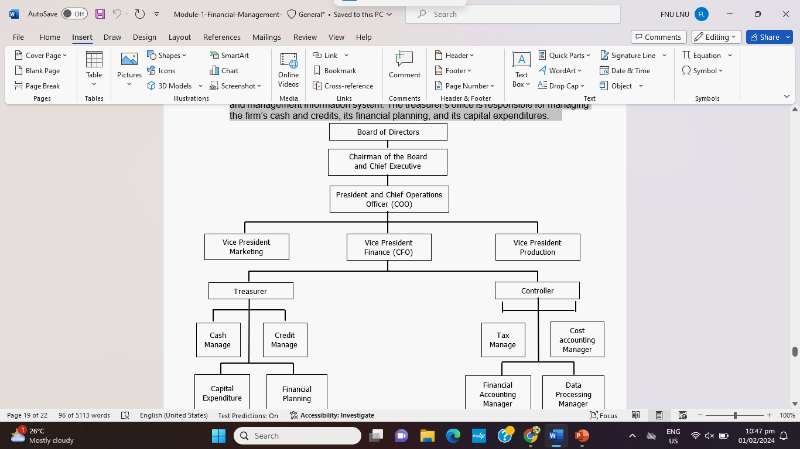 AutoSave Off Module-1-Financial-Management- General* • Saved to this PC Search FNU LNU
File Home Insert Draw Design Layout References Mailings Review View Help Comments Editing Share
Cover Page
Blank Page
Page Break
Pages
Table
Tables
Pictures
Shapes
Icons
3D Models
SmartArt
Chart
Screenshot
Illustrations
Online
Videos
Media
Link
Bookmark
Cross-reference
Links
Comment
Comments
Header
Footer
Page Number
Header & Footer
Text
Box
Quick Parts
WordArt
Drop Cap
Signature Line
Date & Time
Object
Text
Equation
Symbol
Symbols
and management information system. The treasurer's office is responsible for managing
the firm's cash and credits, its financial planning, and its capital expenditures.
Board of Directors
Chairman of the Board
and Chief Executive
President and Chief Operations
Officer (COO)
Vice President
Marketing
Vice President
Finance (CFO)
Vice President
Production
Treasurer
Controller
Cash
Manage
Credit
Manage
Tax
Manage
Cost
accounting
Manager
Capital
Expenditure
Financial
Planning
Financial
Accounting
Manager
Data
Processing
Manager
Page 19 of 22 96 of 5113 words English (United States) Text Predictions: On Accessibility: Investigate Focus 100%
26°C
Mostly cloudy
Search
ENG
US
10:47 pm
01/02/2024